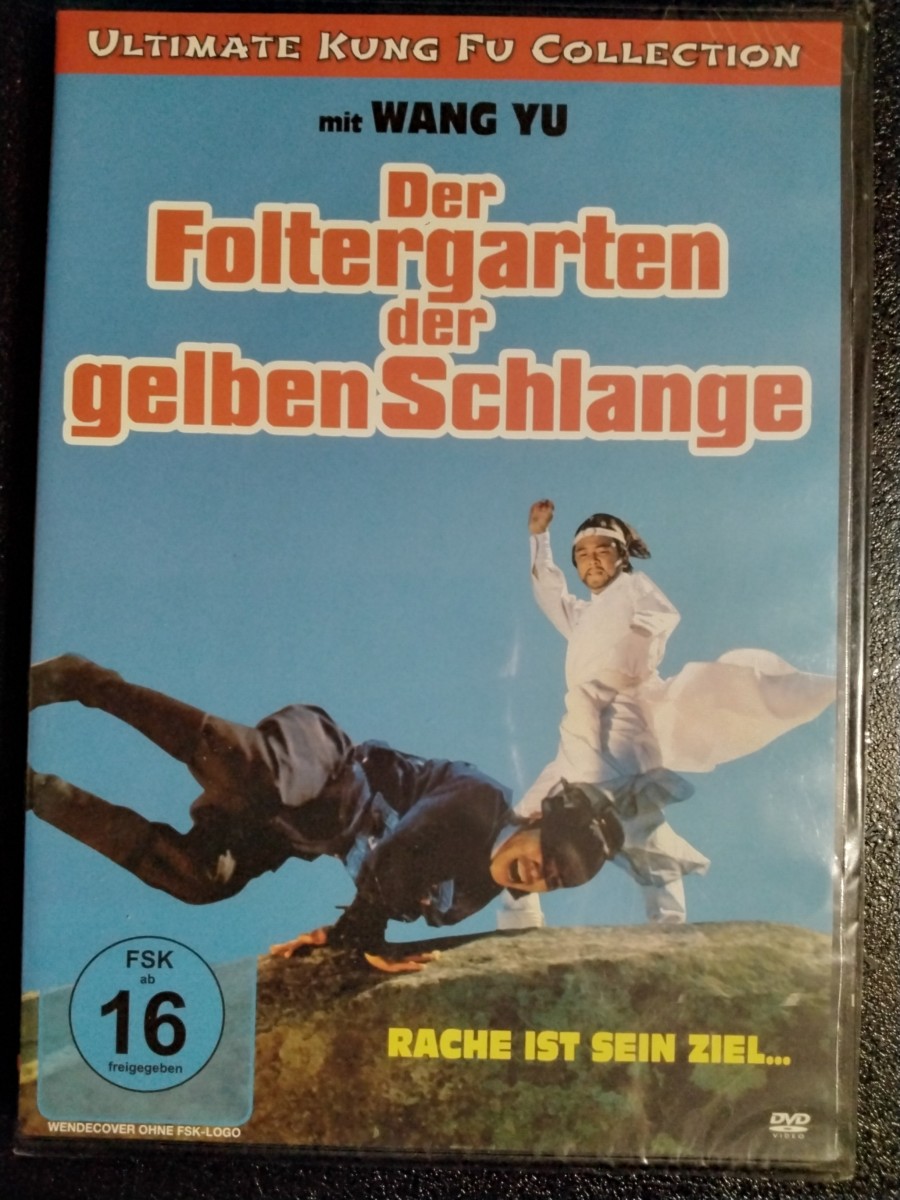 ULTIMATE KUNG FU COLLECTION
mit WANG YU
Der
Foltergarten
der
gelben Schlange
FSK
ab
16
freigegeben
RACHE IST SEIN ZIEL...
WENDECOVER OHNE FSK-LOGO
DVD
VIDEO